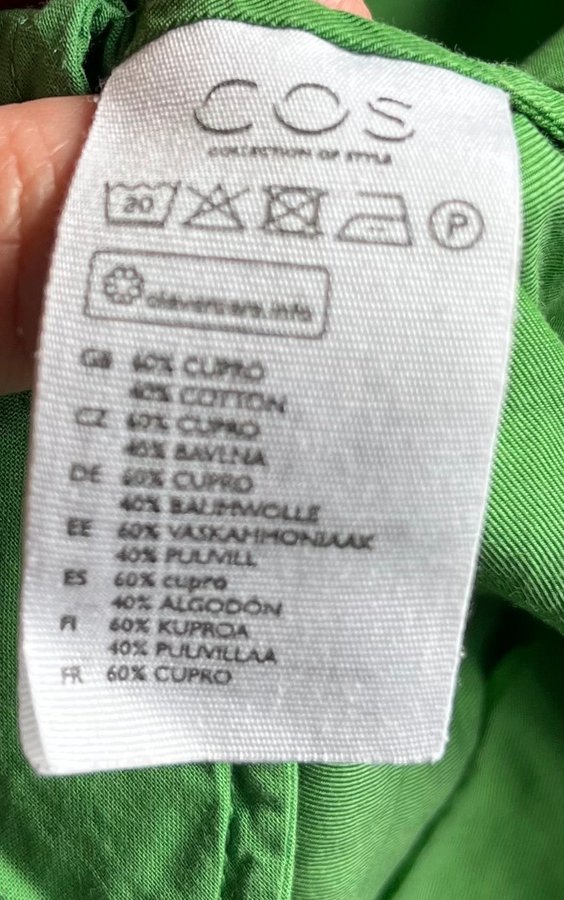 COS
COLLECTION OF STYLE
30
P
clevercare.info
GB 60% CUPRO
40% COTTON
CZ 60% CUPRO
40% BAVLNA
DE 60% CUPRO
40% BAUMWOLLE
EE 60% VASKAMMONIAAK
40% PUUVILL
ES 60% cupro
40% ALGODÓN
FI 60% KUPROA
40% PUUVILLAA
FR 60% CUPRO